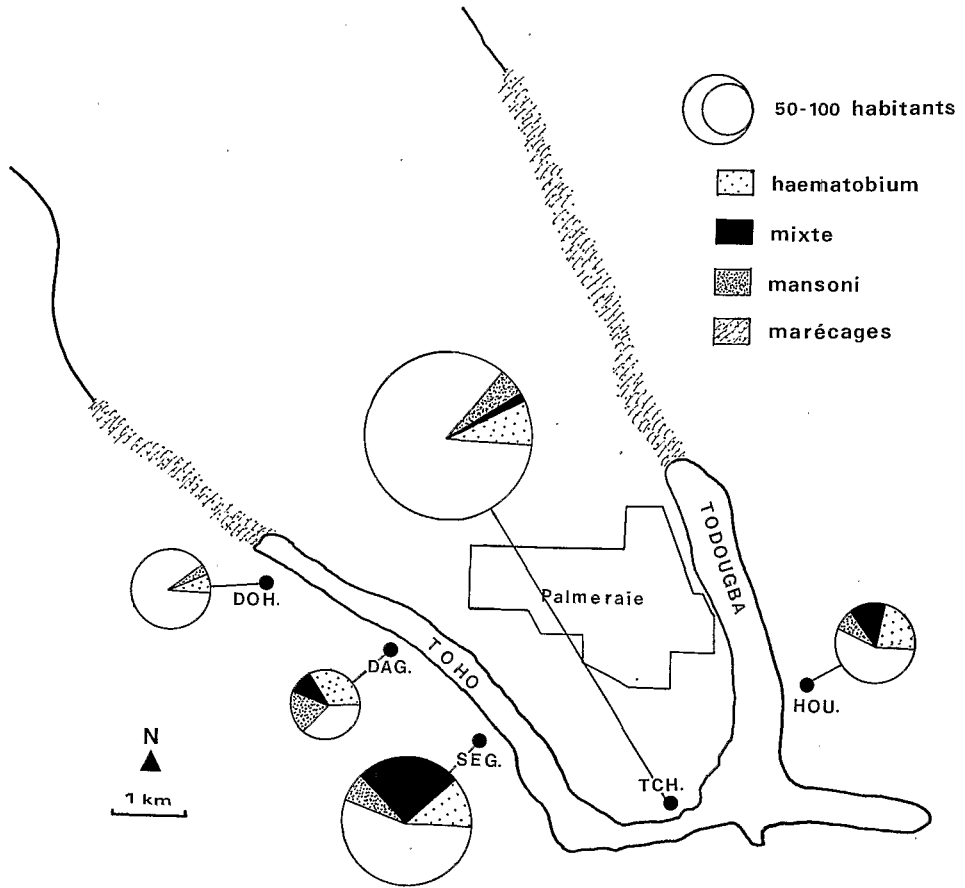 50-100 habitants
haematobium
mixte
mansoni
marécages
TODOUGBA
Palmeraie
DOH.
TOHO
DAG.
HOU.
SEG.
TCH.
N
1 km